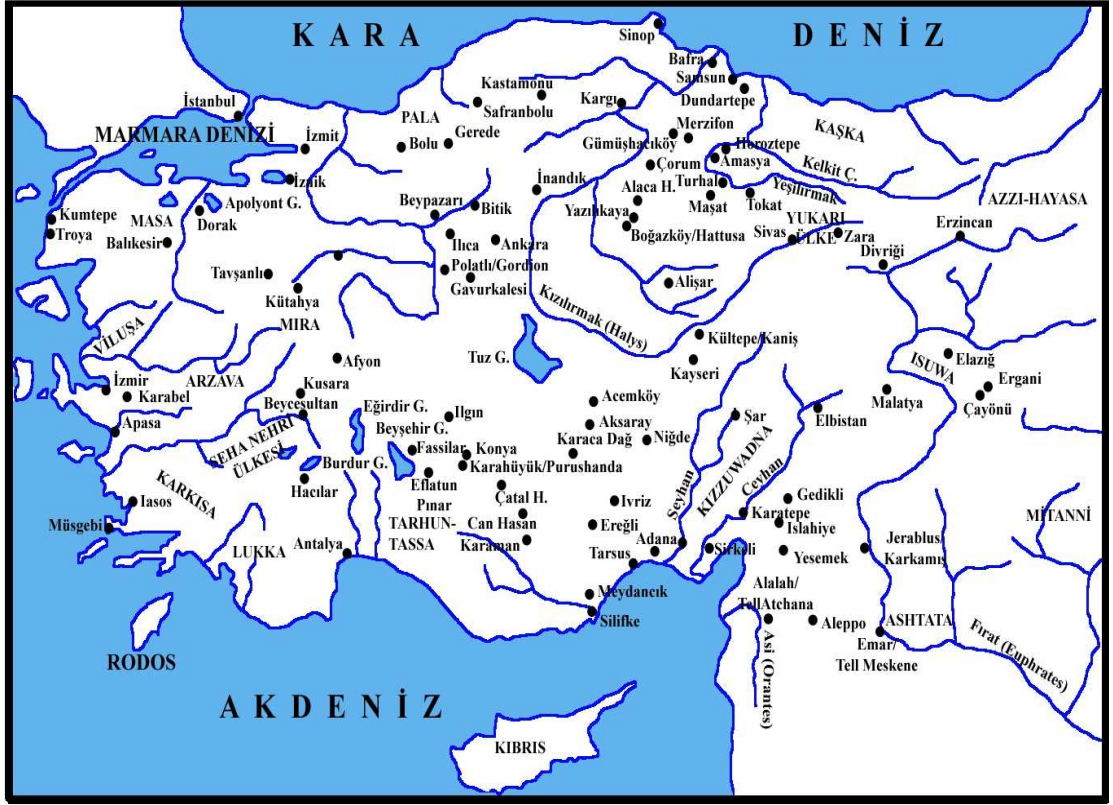 KARA DENİZ
Sinop
Bafra
Samsun
Dundartepe
Kastamonu
Safranbolu
Kargı
İstanbul
MARMARA DENİZİ
İzmit
PALA
Bolu
Gerede
Merzifon
Gümüşhacıköy
Horoztepe
KAŞKA
Çorum
Amasya
Kelkit Ç.
İznik
İnandık
Alaca H.
Turhal
Yeşilırmak
Apolyont G.
Beypazarı
Bitik
Yazılıkaya
Maşat
Tokat
AZZI-HAYASA
Kumtepe
MASA
Dorak
Troya
Balıkesir
Ilıca
Ankara
Boğazköy/Hattusa
Sivas
YUKARI
ÜLKE
Zara
Erzincan
Divriği
Tavşanlı
Polatlı/Gordion
Gavurkalesi
Alişar
Kütahya
MIRA
Kızılırmak (Halys)
VİLUŞA
Kültepe/Kaniş
Tuz G.
Kayseri
Afyon
ISUWA
Elazığ
Ergani
Çayönü
İzmir
Karabel
ARZAVA
Kusara
Beycesultan
Malatya
Acemköy
Apasa
Eğirdir G.
Ilgın
Aksaray
Karaca Dağ
Niğde
Şar
Elbistan
SEHA NEHRİ
ÜLKESİ
Beyşehir G.
Fassilar
Konya
Karahüyük/Purushanda
Burdur G.
Hacılar
Eflatun
Pınar
Çatal H.
Ivriz
Seyhan
KIZZUWADNA
Ceyhan
Gedikli
Karatepe
Islahiye
KARKISA
Iasos
Müsgebi
TARHUN-
TASSA
Can Hasan
Karaman
Ereğli
Adana
Tarsus
Sirkeli
Yesemek
Jerablus/
Karkamış
MİTANNİ
LUKKA
Antalya
Meydancık
Silifke
Alalah/
TellAtchana
Aleppo
ASHTATA
Emar/
Tell Meskene
Fırat (Euphrates)
Asi (Orantes)
RODOS
AKDENİZ
KIBRIS